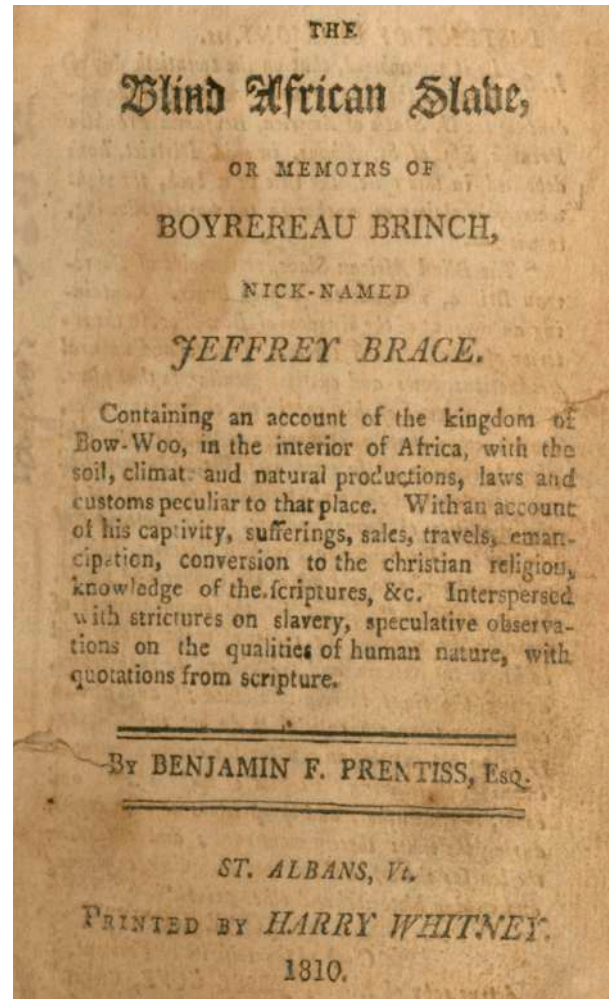 THE
Blind African Slave,
OR MEMOIRS OF
BOYREREAU BRINCH,
NICK-NAMED
JEFFREY BRACE.
Containing an account of the kingdom of
Bow-Woo, in the interior of Africa, with the
soil, climat and natural productions, laws and
customs peculiar to that place. With an account
of his captivity, sufferings, sales, travels, eman-
cipation, conversion to the christian religion,
knowledge of the scriptures, &c. Interspersed
with strictures on slavery, speculative observa-
tions on the qualities of human nature, with
quotations from scripture.
By BENJAMIN F. PRENTISS, Esq.
ST. ALBANS, Vt.
PRINTED BY HARRY WHITNEY.
1810.